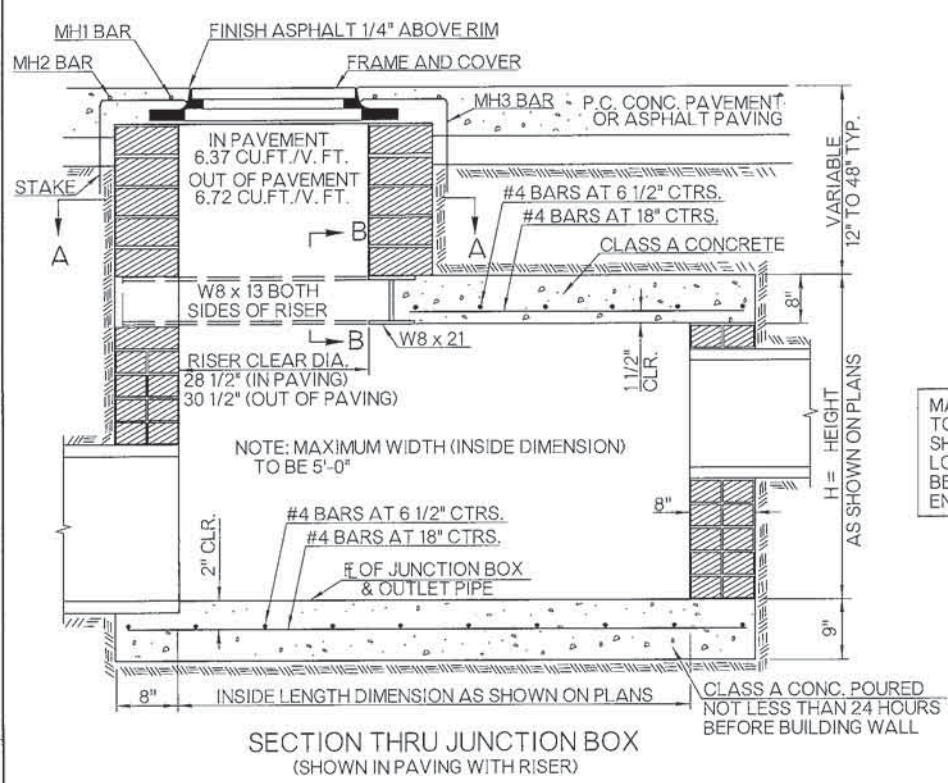 MH1 BAR
FINISH ASPHALT 1/4" ABOVE RIM
MH2 BAR
FRAME AND COVER
MH3 BAR
P.C. CONC. PAVEMENT
OR ASPHALT PAVING
IN PAVEMENT
6.37 CU.FT./V. FT.
OUT OF PAVEMENT
6.72 CU.FT./V. FT.
STAKE
VARIABLE
12" TO 48" TYP.
#4 BARS AT 6 1/2" CTRS.
#4 BARS AT 18" CTRS.
A
B
A
CLASS A CONCRETE
W8 x 13 BOTH
SIDES OF RISER
8"
B
W8 x 21
1 1/2"
CLR.
RISER CLEAR DIA.
28 1/2" (IN PAVING)
30 1/2" (OUT OF PAVING)
H = HEIGHT
AS SHOWN ON PLANS
NOTE: MAXIMUM WIDTH (INSIDE DIMENSION)
TO BE 5'-0"
8"
#4 BARS AT 6 1/2" CTRS.
#4 BARS AT 18" CTRS.
2" CLR.
OF JUNCTION BOX
& OUTLET PIPE
9"
8"
INSIDE LENGTH DIMENSION AS SHOWN ON PLANS
CLASS A CONC. POURED
NOT LESS THAN 24 HOURS
BEFORE BUILDING WALL
SECTION THRU JUNCTION BOX
(SHOWN IN PAVING WITH RISER)
TO